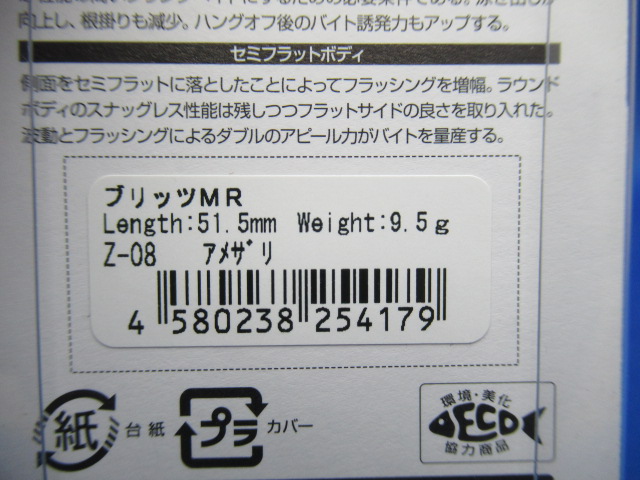 向上し、根掛りも減少。ハングオフ後のバイト誘発力もアップする。
セミフラットボディ
側面をセミフラットに落としたことによってフラッシングを増幅。ラウンド
ボディのスナッグレス性能は残しつつフラットサイドの良さを取り入れた。
波動とフラッシングによるダブルのアピール力がバイトを量産する。
ブリッツMR
Length:51.5mm Weight:9.5g
Z-08 アメザリ
4 580238 254179
紙 台紙 プラ カバー
環境・美化
ECO
協力商品